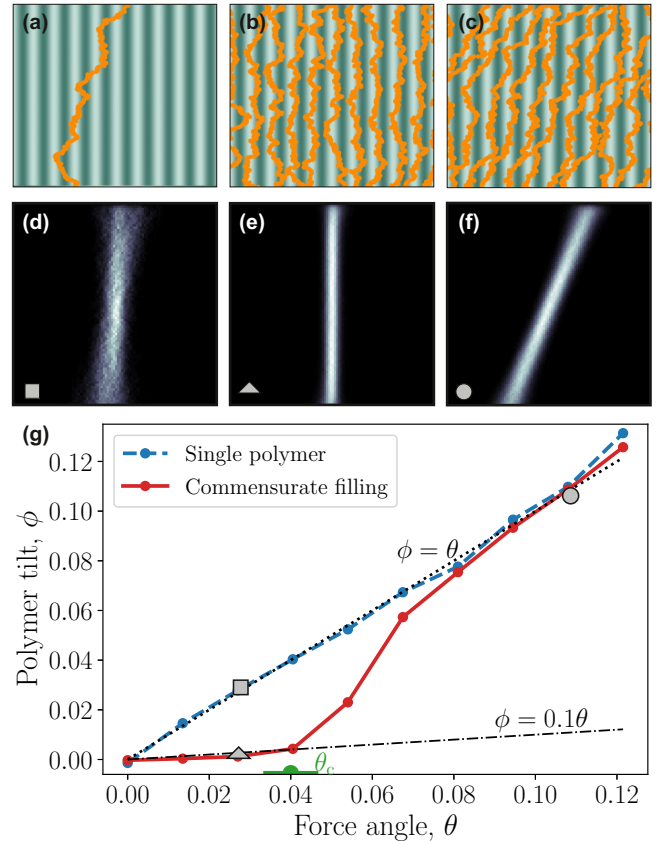 (a)
(b)
(c)
(d)
(e)
(f)
(g)
Single polymer
Commensurate filling
Polymer tilt, ϕ
0.12
0.10
0.08
0.06
0.04
0.02
0.00
ϕ = θ
ϕ = 0.1θ
θc
0.00
0.02
0.04
0.06
0.08
0.10
0.12
Force angle, θ